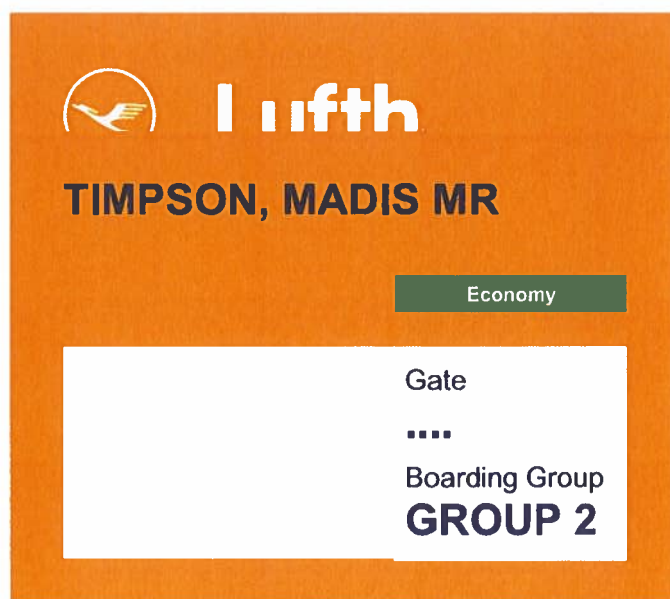 TIMPSON, MADIS MR
Economy
Gate
....
Boarding Group
GROUP 2